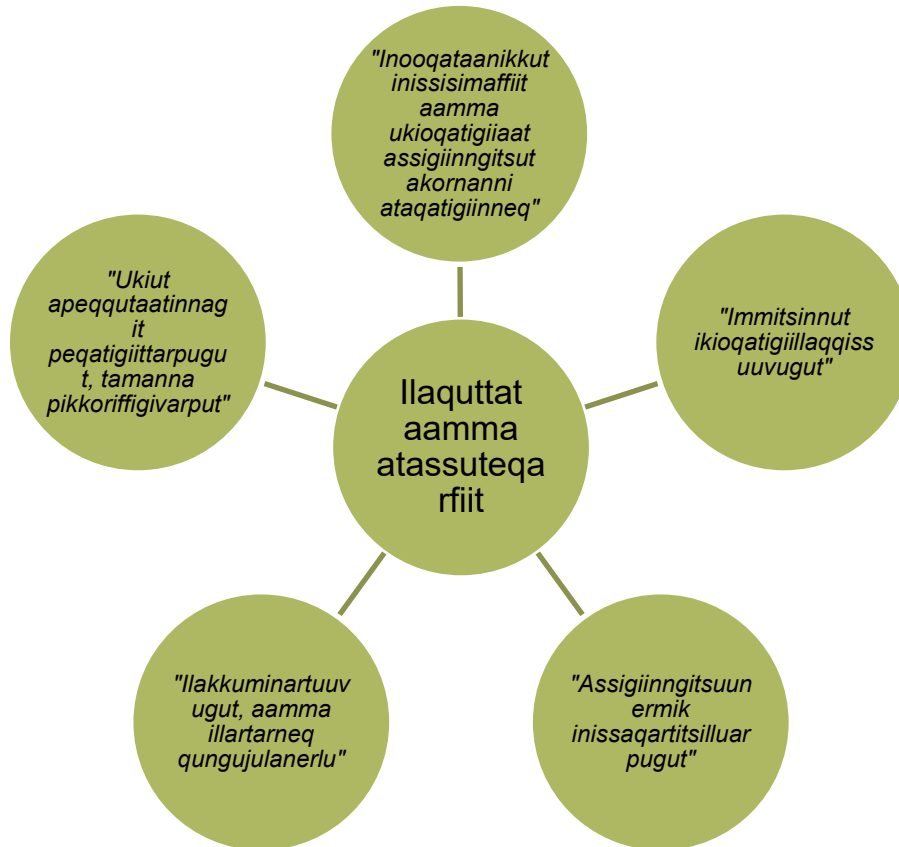 "Inooqataanikkut
inissisimaffiit
aamma
ukioqatigiiaat
assigiinngitsut
akornanni
ataqatigiinneq"
"Ukiut
apeqqutaatinnag
it
peqatigiittarpugu
t, tamanna
pikkoriffigivarput"
"Immitsinnut
ikioqatigiillaqqiss
uuvugut"
Ilaquttat
aamma
atassuteqa
rfiit
"Ilakkuminartuuv
ugut, aamma
illartarneq
qungujulanerlu"
"Assigiinngitsuun
ermik
inissaqartitsilluar
pugut"